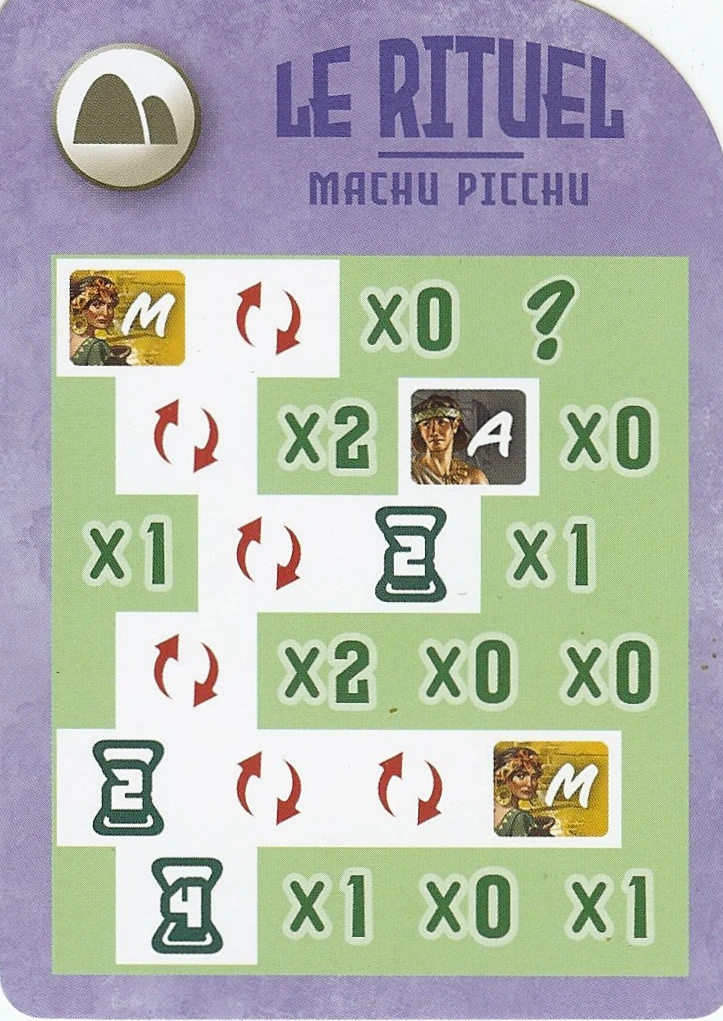 LE RITUEL
MACHU PICCHU
M X0 ?
X2 A X0
X1 2 X1
X2 X0 X0
2 M
4 X1 X0 X1